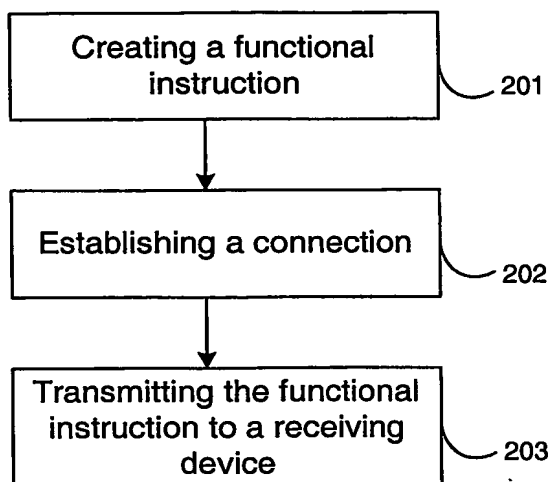 Creating a functional
instruction
201
Establishing a connection
202
Transmitting the functional
instruction to a receiving
device
203